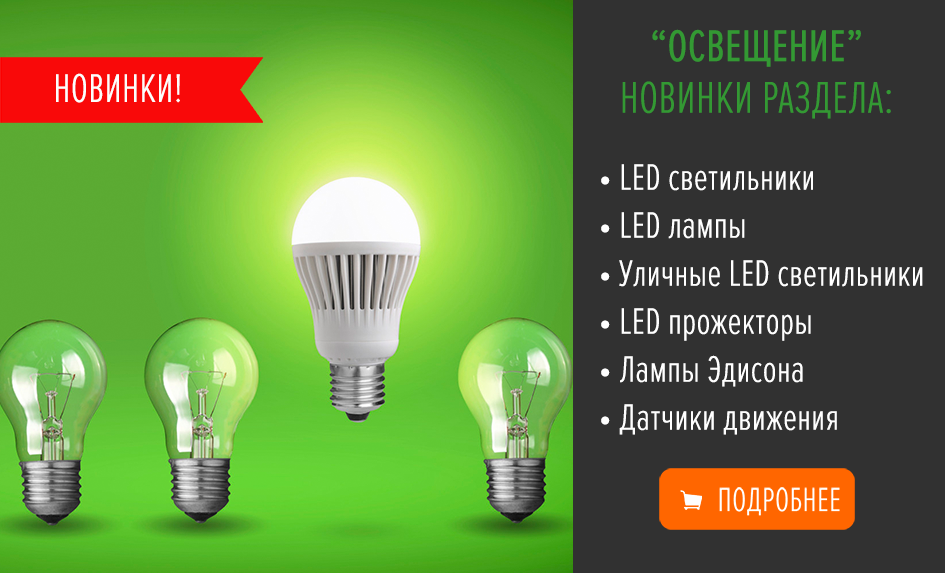 НОВИНКИ!
“ОСВЕЩЕНИЕ”
НОВИНКИ РАЗДЕЛА:
• LED светильники
• LED лампы
• Уличные LED светильники
• LED прожекторы
• Лампы Эдисона
• Датчики движения
ПОДРОБНЕЕ